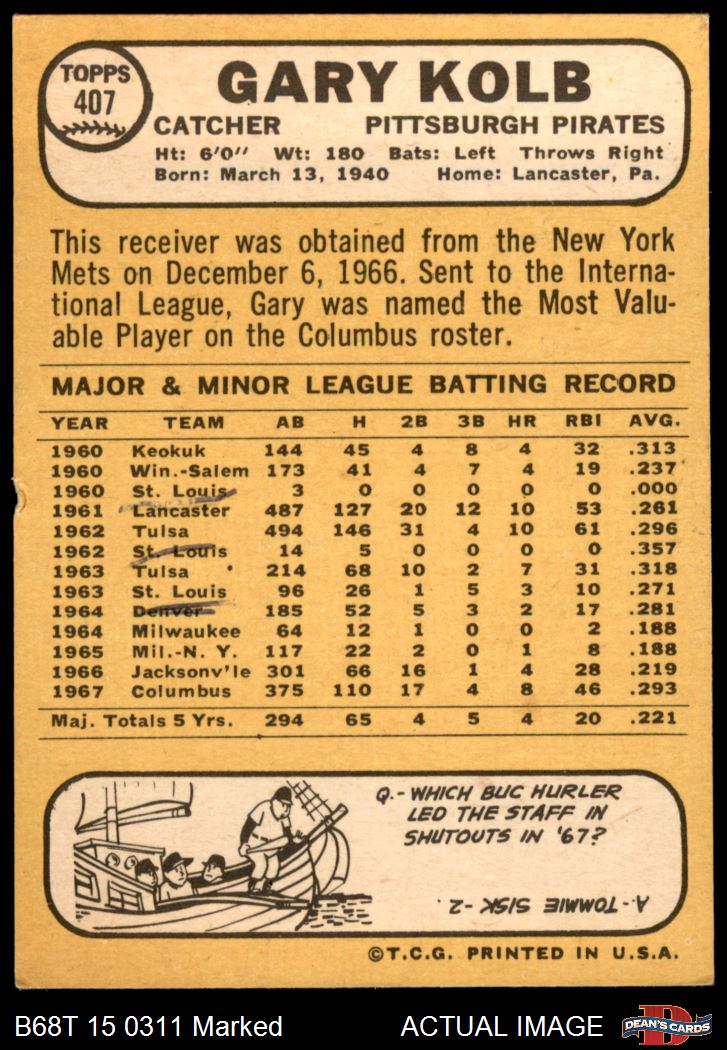 TOPPS
407
GARY KOLB
CATCHER PITTSBURGH PIRATES
Ht: 6'0" Wt: 180 Bats: Left Throws Right
Born: March 13, 1940 Home: Lancaster, Pa.
This receiver was obtained from the New York
Mets on December 6, 1966. Sent to the Interna-
tional League, Gary was named the Most Valu-
able Player on the Columbus roster.
MAJOR & MINOR LEAGUE BATTING RECORD
YEAR TEAM AB H 2B 3B HR RBI AVG.
1960 Keokuk 144 45 4 8 4 32 .313
1960 Win.-Salem 173 41 4 7 4 19 .237
1960 St. Louis 3 0 0 0 0 0 .000
1961 Lancaster 487 127 20 12 10 53 .261
1962 Tulsa 494 146 31 4 10 61 .296
1962 St. Louis 14 5 0 0 0 0 .357
1963 Tulsa 214 68 10 2 7 31 .318
1963 St. Louis 96 26 1 5 3 10 .271
1964 Denver 185 52 5 3 2 17 .281
1964 Milwaukee 64 12 1 0 0 2 .188
1965 Mil.-N. Y. 117 22 2 0 1 8 .188
1966 Jacksonv'le 301 66 16 1 4 28 .219
1967 Columbus 375 110 17 4 8 46 .293
Maj. Totals 5 Yrs. 294 65 4 5 4 20 .221
Q.- WHICH BUC HURLER
LED THE STAFF IN
SHUTOUTS IN '67?
A.- TOMMIE SISK -2.
©T.C.G. PRINTED IN U.S.A.
B68T 15 0311 Marked ACTUAL IMAGE
D
DEAN'S CARDS